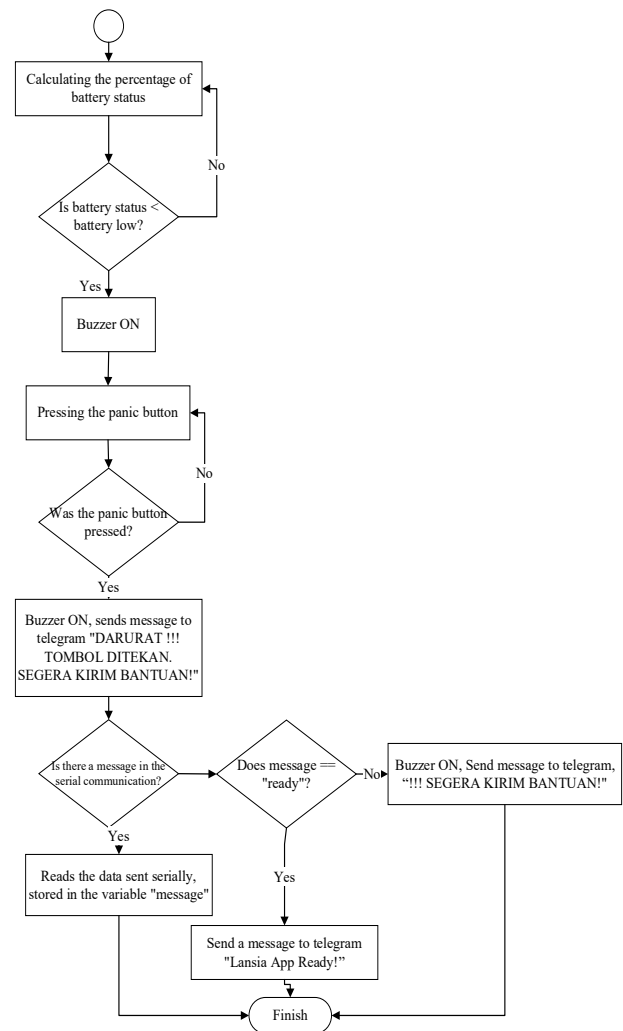 Calculating the percentage of
battery status
No
Is battery status <
battery low?
Yes
Buzzer ON
Pressing the panic button
No
Was the panic button
pressed?
Yes
Buzzer ON, sends message to
telegram "DARURAT !!!
TOMBOL DITEKAN.
SEGERA KIRIM BANTUAN!"
Is there a message in the
serial communication?
Does message ==
"ready"?
No
Buzzer ON, Send message to telegram,
“!!! SEGERA KIRIM BANTUAN!"
Yes
Reads the data sent serially,
stored in the variable "message"
Yes
Send a message to telegram
"Lansia App Ready!”
Finish